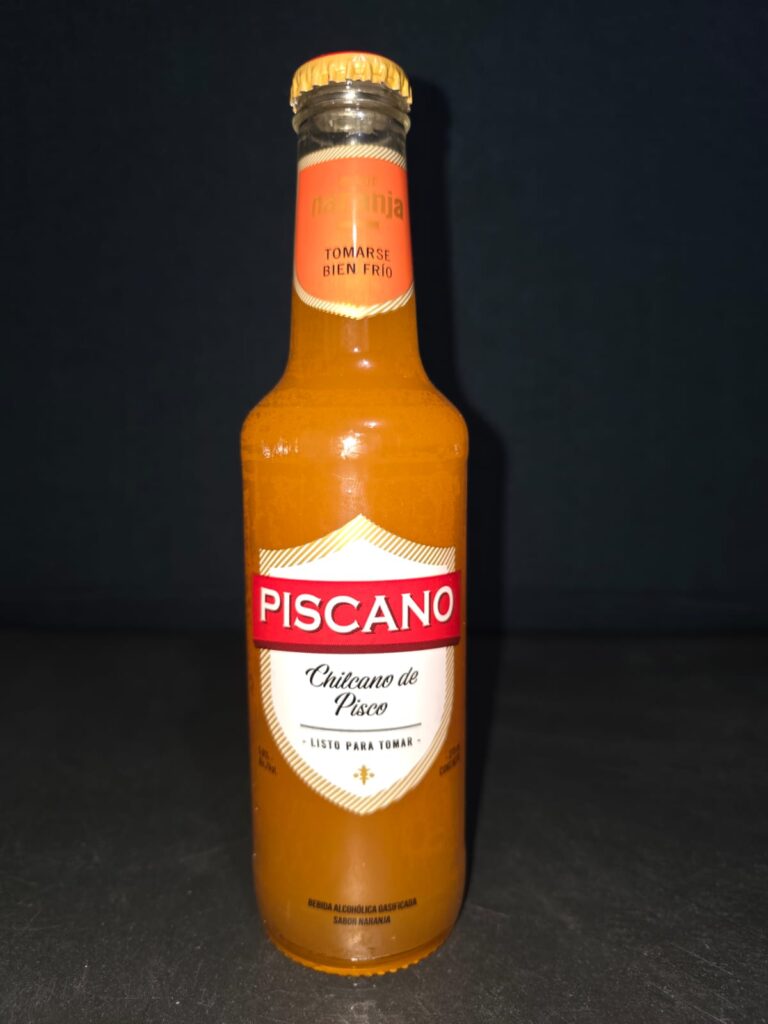 naranja
TOMARSE
BIEN FRÍO
PISCANO
Chilcano de
Pisco
- LISTO PARA TOMAR -
BEBIDA ALCOHÓLICA GASIFICADA
SABOR NARANJA